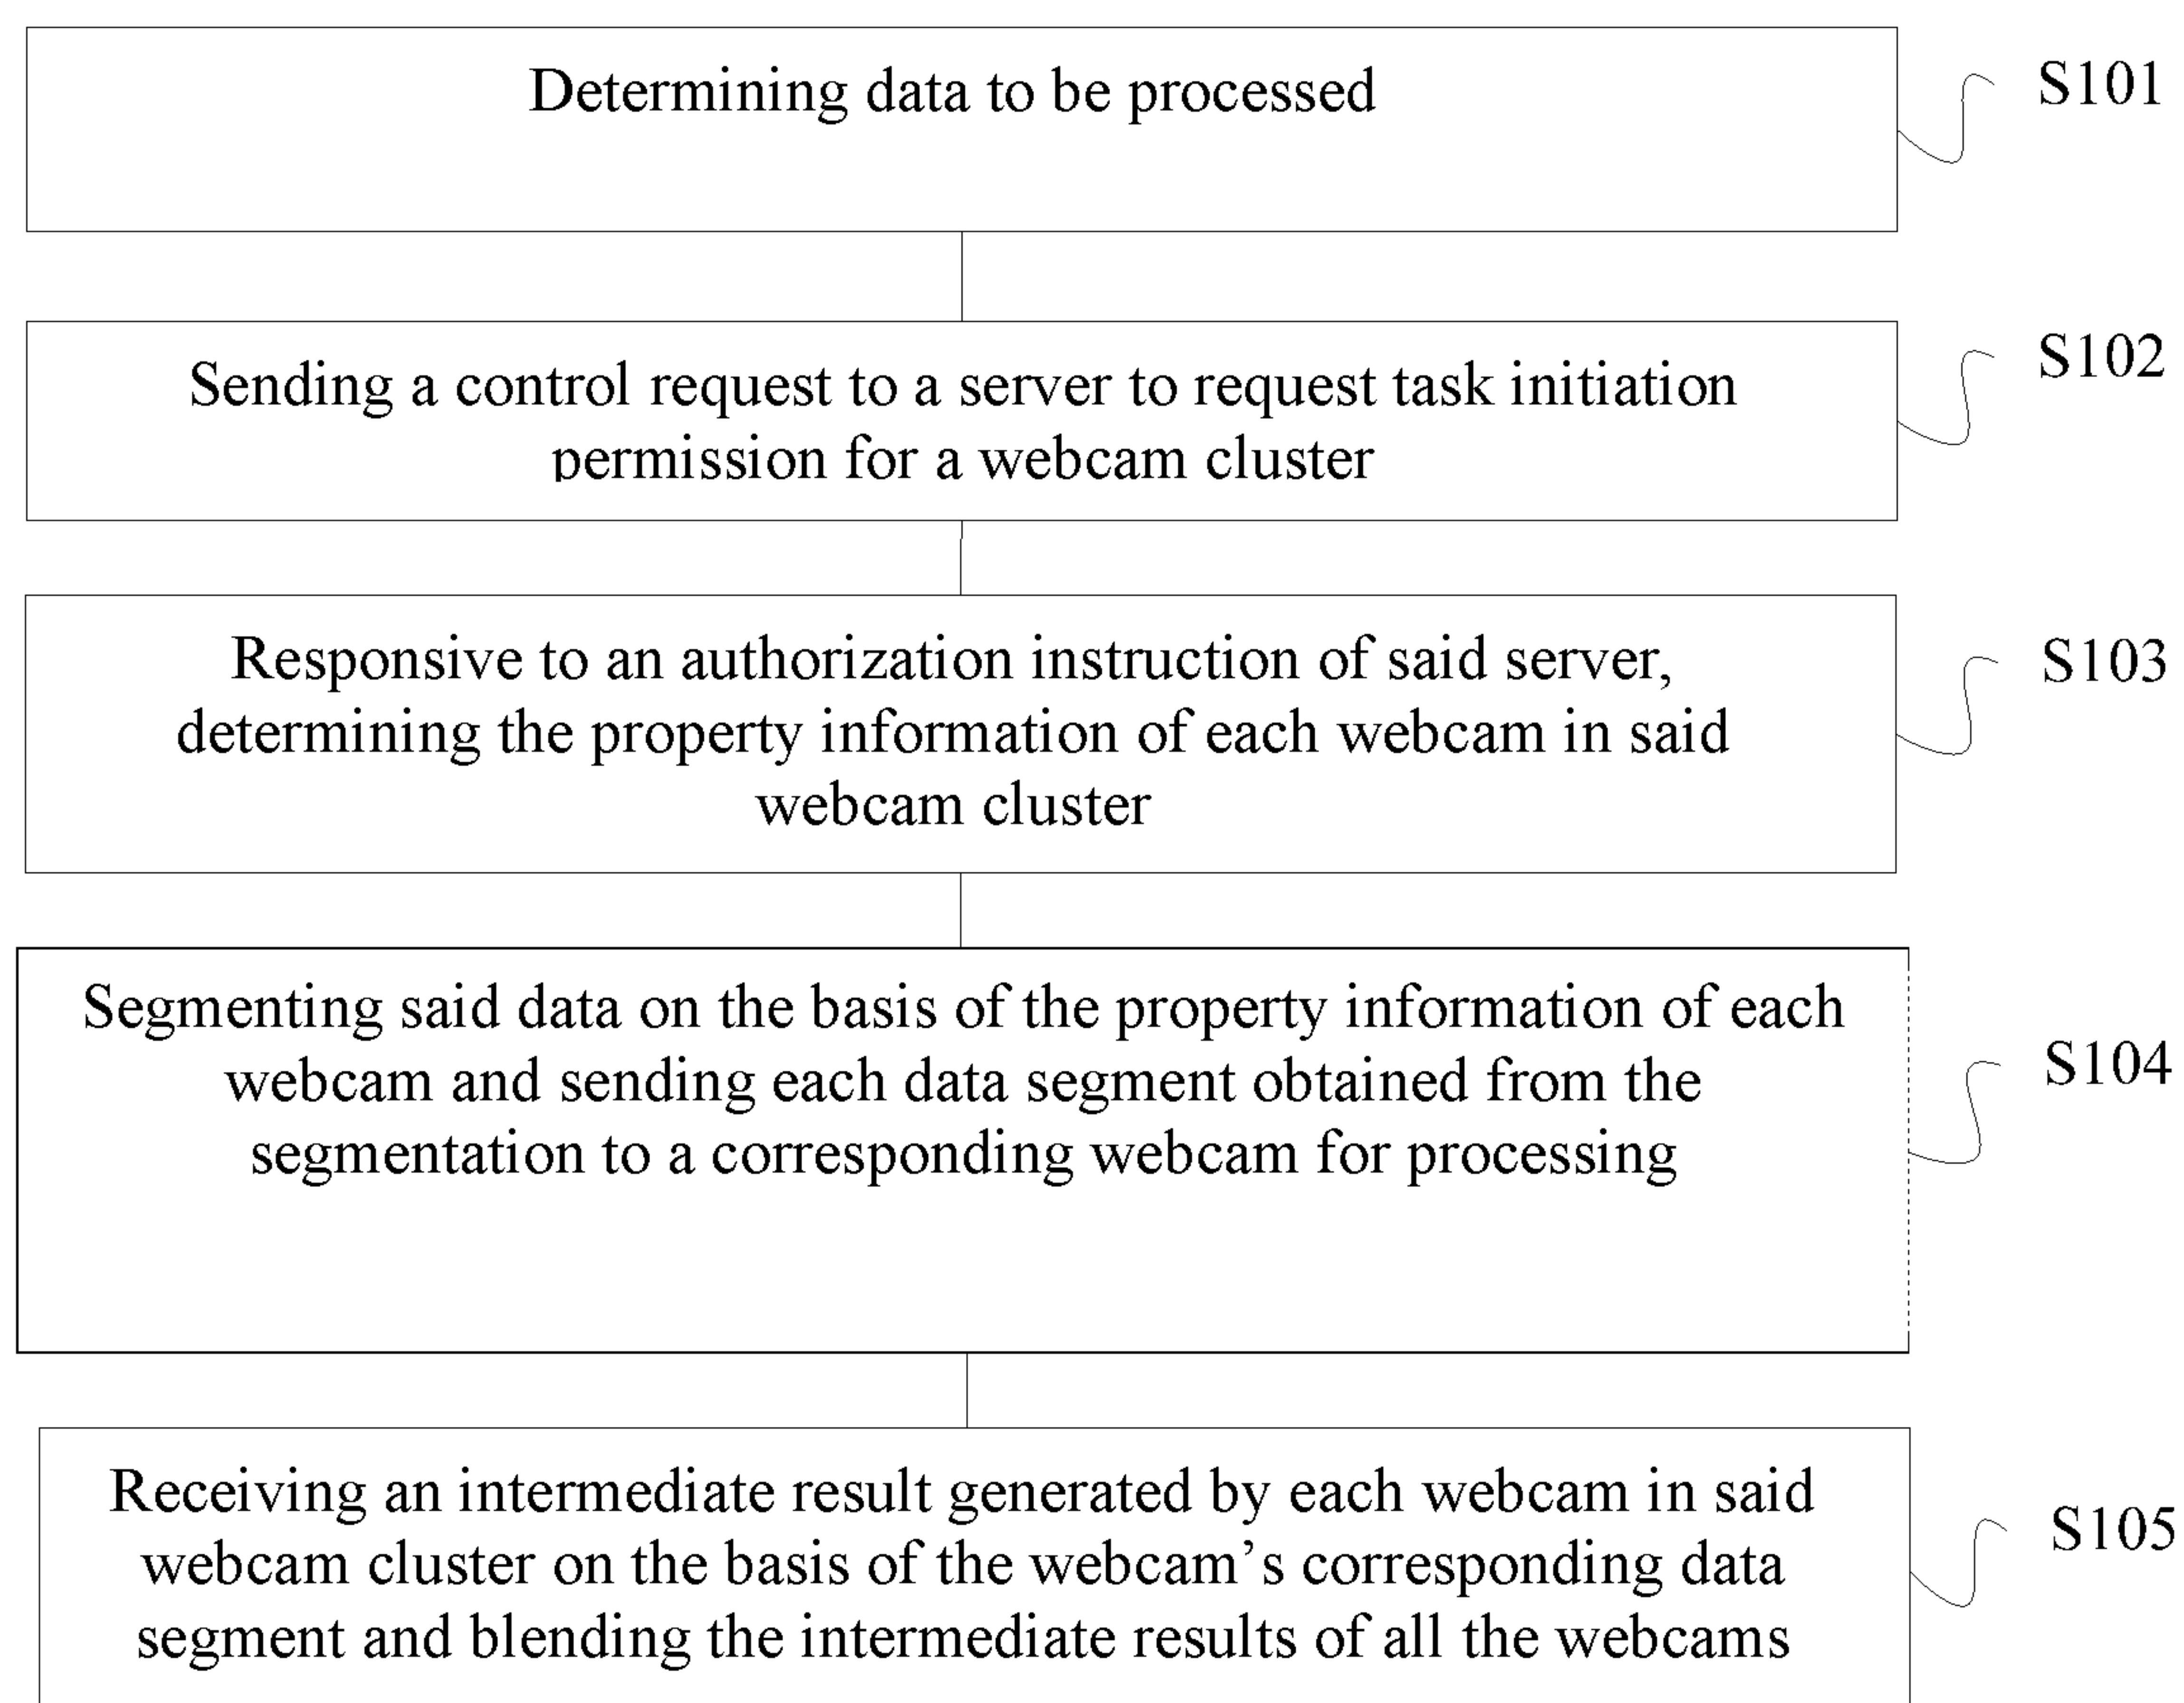 Determining data to be processed
S101
Sending a control request to a server to request task initiation
permission for a webcam cluster
S102
Responsive to an authorization instruction of said server,
determining the property information of each webcam in said
webcam cluster
S103
Segmenting said data on the basis of the property information of each
webcam and sending each data segment obtained from the
segmentation to a corresponding webcam for processing
S104
Receiving an intermediate result generated by each webcam in said
webcam cluster on the basis of the webcam’s corresponding data
segment and blending the intermediate results of all the webcams
S105